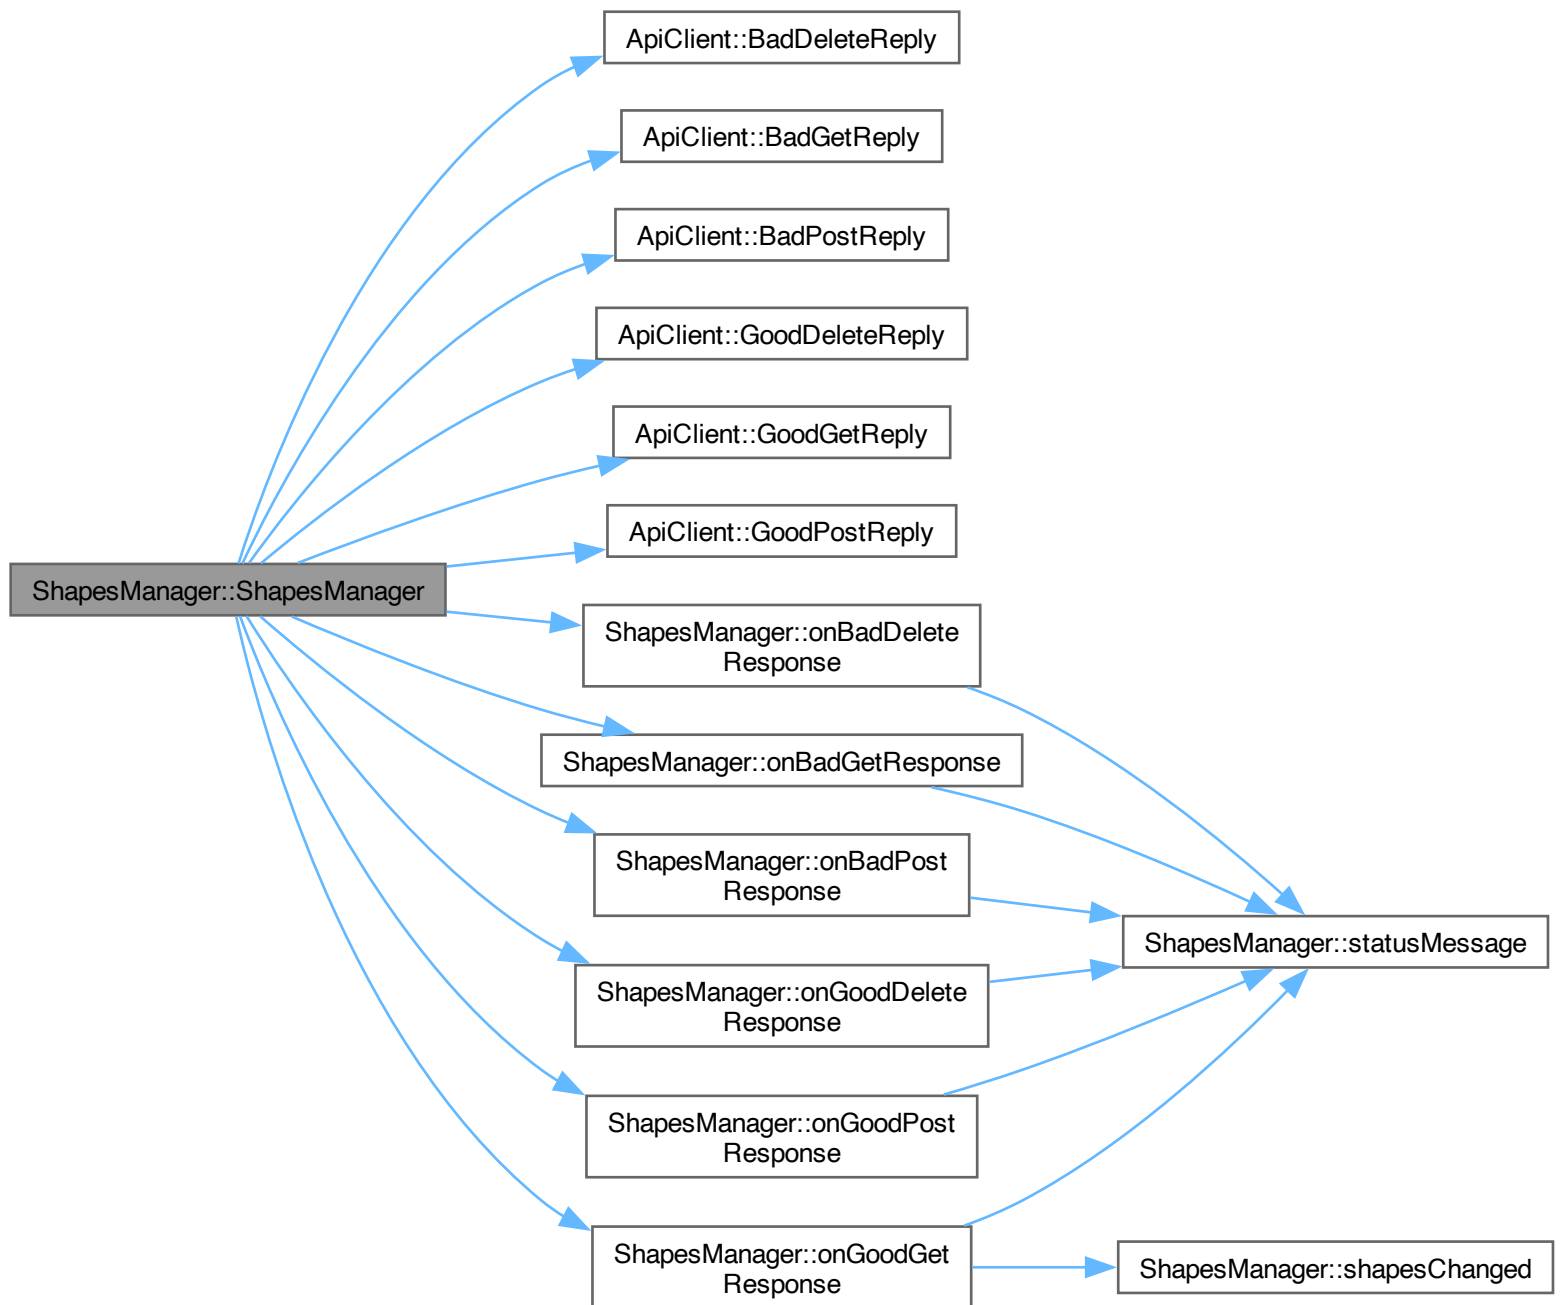 ApiClient::BadDeleteReply
ApiClient::BadGetReply
ApiClient::BadPostReply
ApiClient::GoodDeleteReply
ApiClient::GoodGetReply
ApiClient::GoodPostReply
ShapesManager::ShapesManager
ShapesManager::onBadDelete
Response
ShapesManager::onBadGetResponse
ShapesManager::onBadPost
Response
ShapesManager::statusMessage
ShapesManager::onGoodDelete
Response
ShapesManager::onGoodPost
Response
ShapesManager::onGoodGet
Response
ShapesManager::shapesChanged